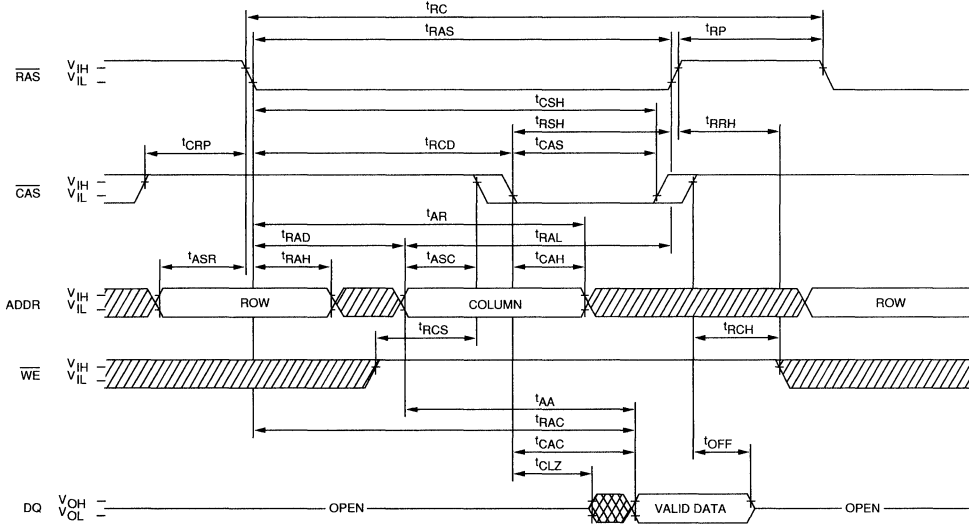 tRC
tRAS
tRP
RAS
VIH
VIL
tCSH
tRSH
tRRH
tCRP
tRCD
tCAS
CAS
VIH
VIL
tAR
tRAD
tRAL
tASR
tRAH
tASC
tCAH
ADDR
VIH
VIL
ROW
COLUMN
ROW
tRCS
tRCH
WE
VIH
VIL
tAA
tRAC
tCAC
tOFF
tCLZ
DQ
VOH
VOL
OPEN
VALID DATA
OPEN